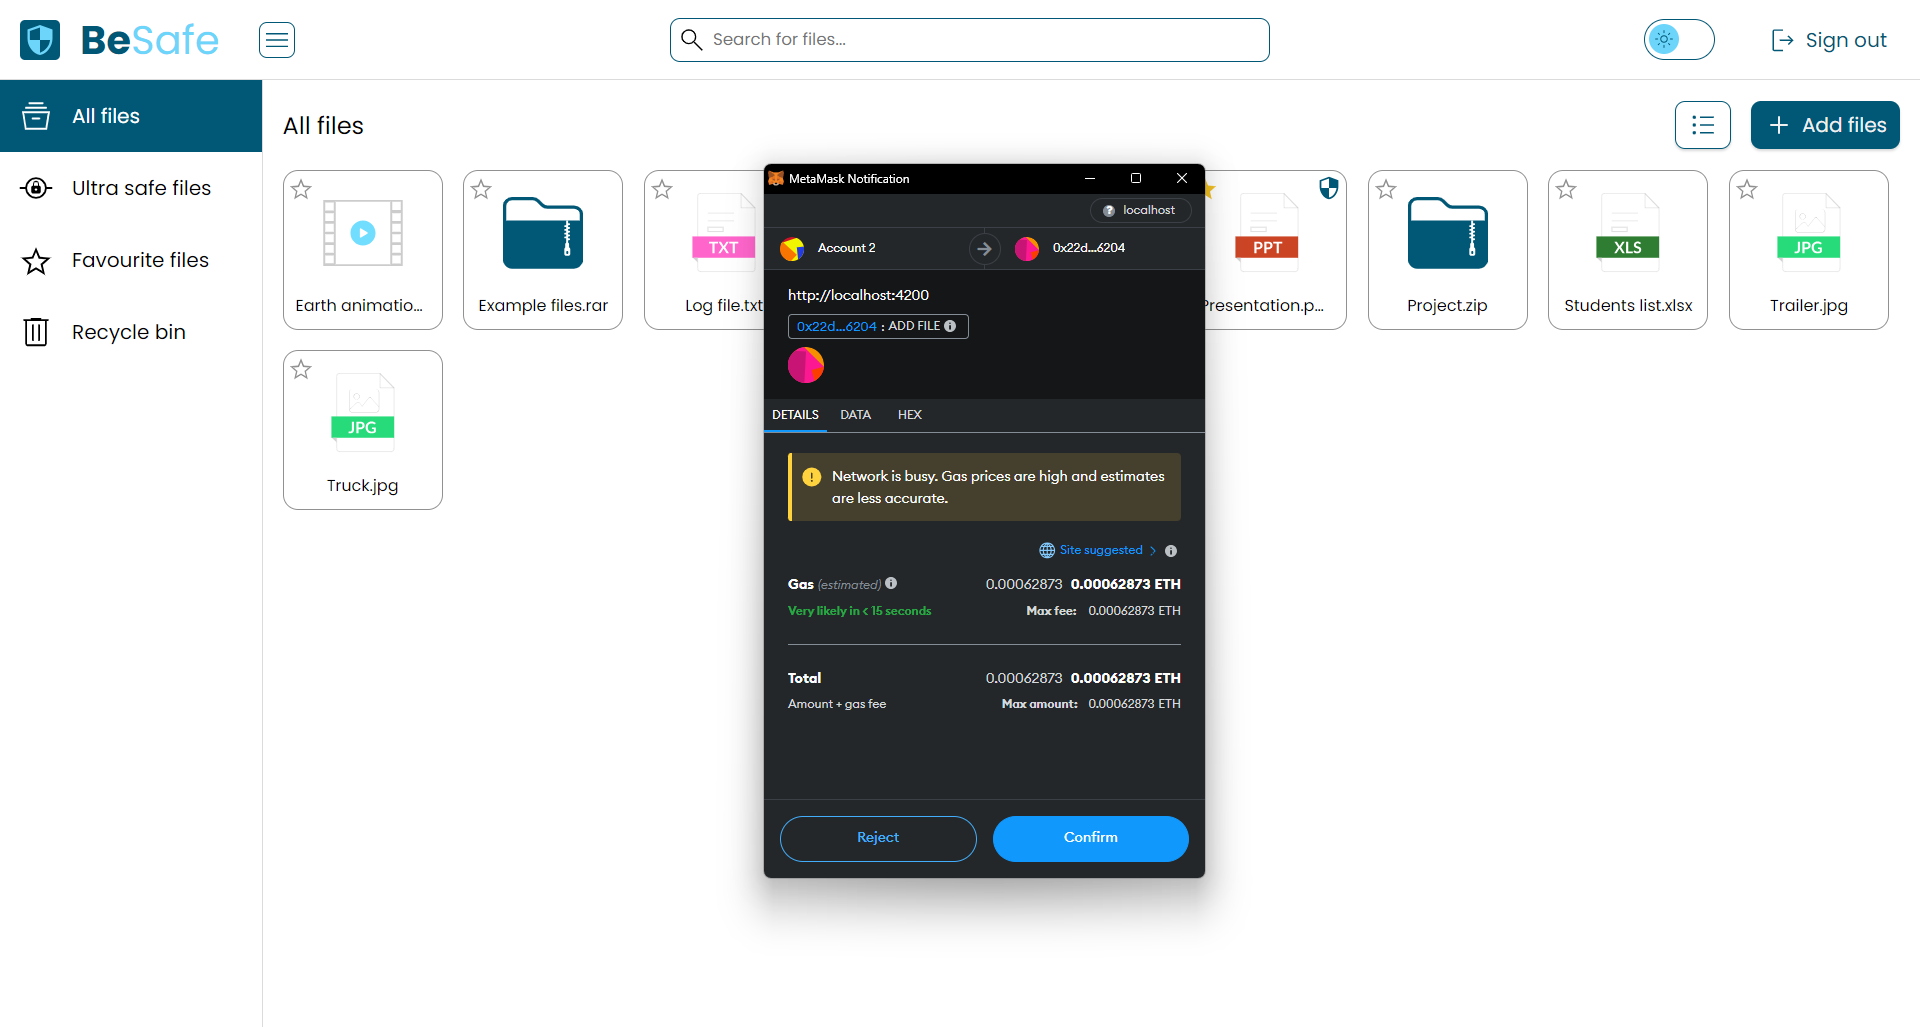 BeSafe
Search for files...
Sign out
All files
Ultra safe files
Favourite files
Recycle bin
All files
Add files
Earth animatio...
Example files.rar
TXT
Log file.txt
PPT
Presentation.p...
Project.zip
XLS
Students list.xlsx
JPG
Trailer.jpg
JPG
Truck.jpg
MetaMask Notification
localhost
Account 2
0x22d...6204
http://localhost:4200
0x22d...6204 : ADD FILE
DETAILS DATA HEX
Network is busy. Gas prices are high and estimates
are less accurate.
Site suggested
Gas (estimated) 0.00062873 0.00062873 ETH
Very likely in < 15 seconds Max fee: 0.00062873 ETH
Total 0.00062873 0.00062873 ETH
Amount + gas fee Max amount: 0.00062873 ETH
Reject
Confirm